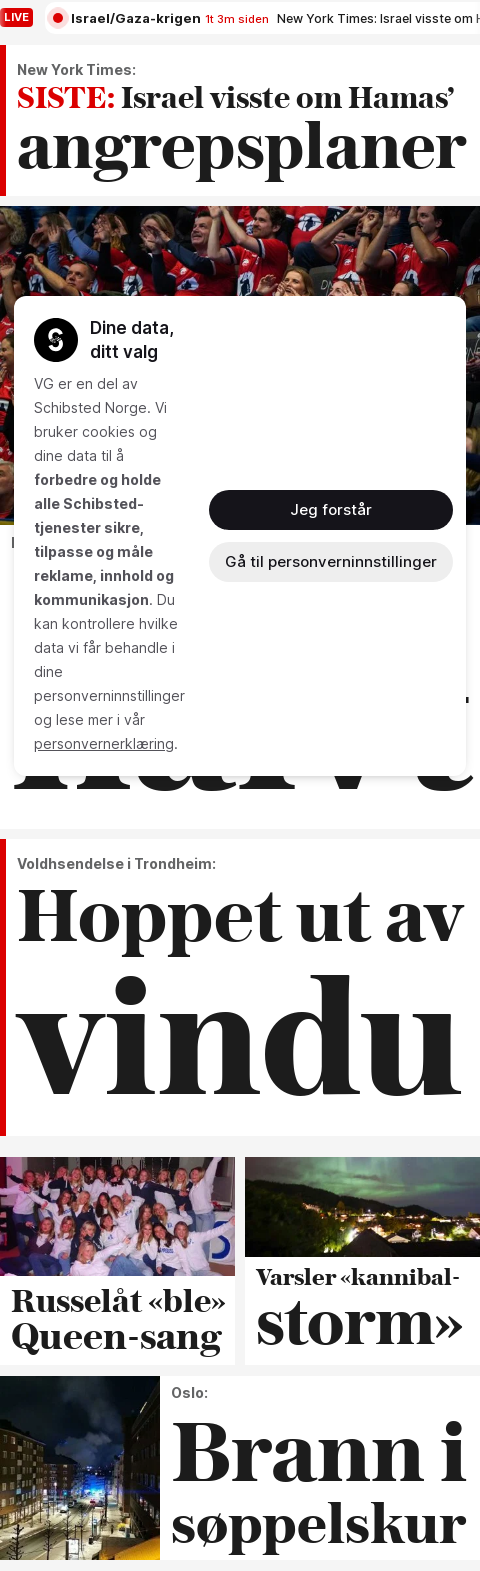 LIVE Israel/Gaza-krigen 1t 3m siden New York Times: Israel visste om
New York Times:
SISTE: Israel visste om Hamas’
angrepsplaner
Dine data,
ditt valg
VG er en del av
Schibsted Norge. Vi
bruker cookies og
dine data til å
forbedre og holde
alle Schibsted-
tjenester sikre,
tilpasse og måle
reklame, innhold og
kommunikasjon. Du
kan kontrollere hvilke
data vi får behandle i
dine
personverninnstillinger
og lese mer i vår
personvernerklæring.
Jeg forstår
Gå til personverninnstillinger
Voldhsendelse i Trondheim:
Hoppet ut av
vindu
Russelåt «ble»
Queen-sang
Varsler «kannibal-
storm»
Oslo:
Brann i
søppelskur